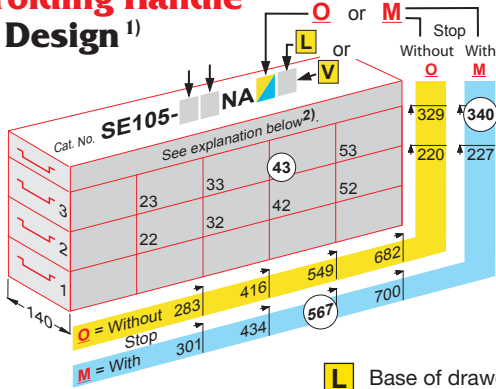 Folding Handle
Design 1)
O or M
Stop
Without With
O M
L
or
V
Cat. No. SE105- NA
See explanation below2).
329 340
220 227
3 23 33 43 53
2 22 32 42 52
1
140
O = Without 283 416 549 682
Stop
M = With 301 434 567 700
L Base of draw